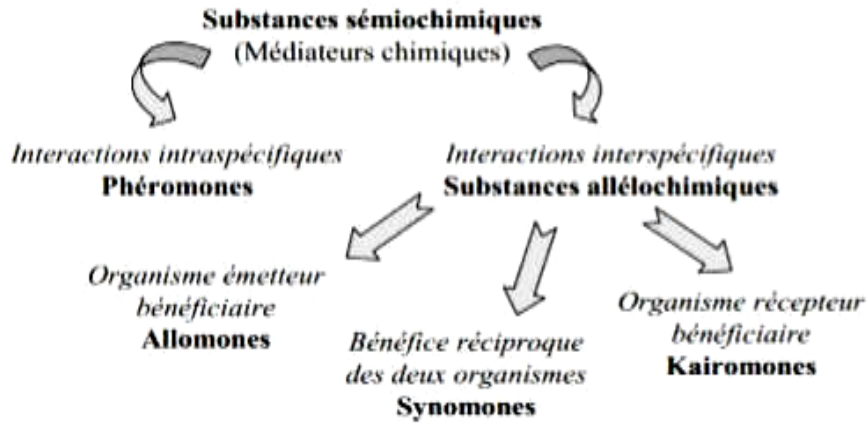 Substances sémiochimiques
(Médiateurs chimiques)
Interactions intraspécifiques
Phéromones
Interactions interspécifiques
Substances allélochimiques
Organisme émetteur
bénéficiaire
Allomones
Bénéfice réciproque
des deux organismes
Synomones
Organisme récepteur
bénéficiaire
Kairomones